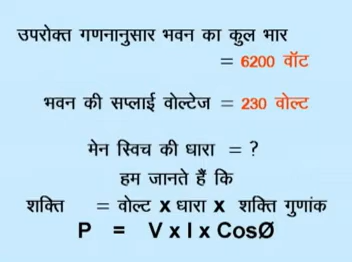 उपरोक्त गणनानुसार भवन का कुल भार
= 6200 वॉट
भवन की सप्लाई वोल्टेज = 230 वोल्ट
मेन स्विच की धारा = ?
हम जानते हैं कि
शक्ति = वोल्ट x धारा x शक्ति गुणांक
P = V x I x CosØ